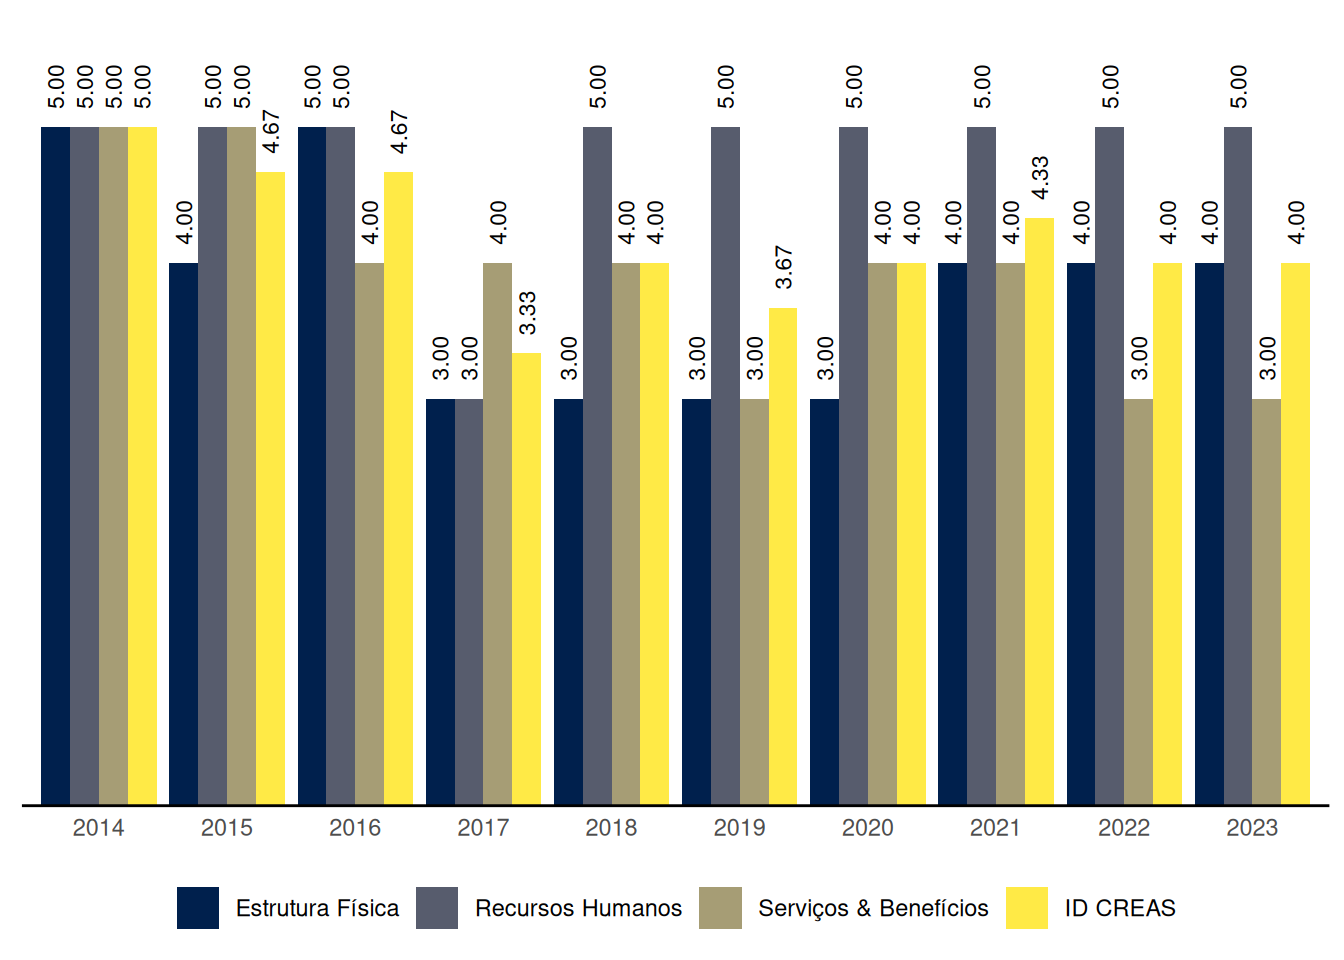 5.00 5.00 5.00 5.00
4.00 5.00 5.00 4.67
5.00 5.00 4.00 4.67
3.00 3.00 4.00 3.33
3.00 5.00 4.00 4.00
3.00 5.00 3.00 3.67
3.00 5.00 4.00 4.00
4.00 5.00 4.00 4.33
4.00 5.00 3.00 4.00
4.00 5.00 3.00 4.00
2014 2015 2016 2017 2018 2019 2020 2021 2022 2023
Estrutura Física Recursos Humanos Serviços & Benefícios ID CREAS